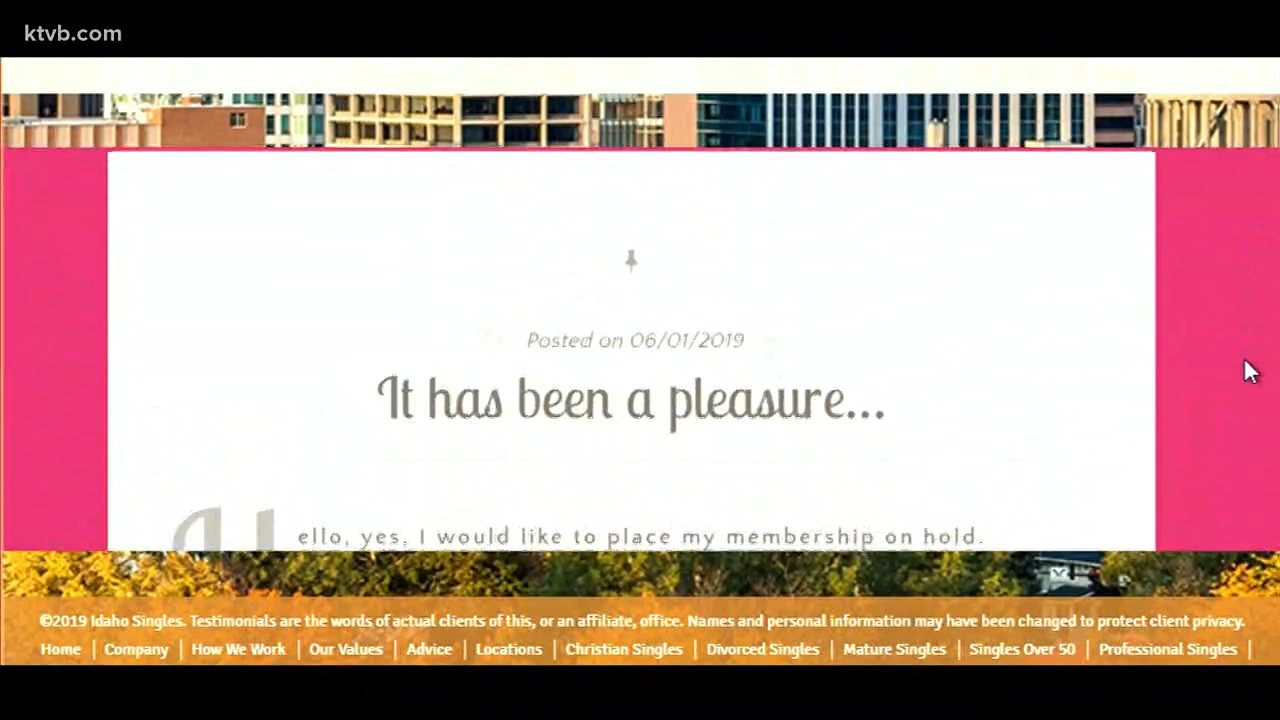 ktvb.com
Posted on 06/01/2019
It has been a pleasure...
Hello, yes, I would like to place my membership on hold.
©2019 Idaho Singles. Testimonials are the words of actual clients of this, or an affiliate, office. Names and personal information may have been changed to protect client privacy.
Home | Company | How We Work | Our Values | Advice | Locations | Christian Singles | Divorced Singles | Mature Singles | Singles Over 50 | Professional Singles |